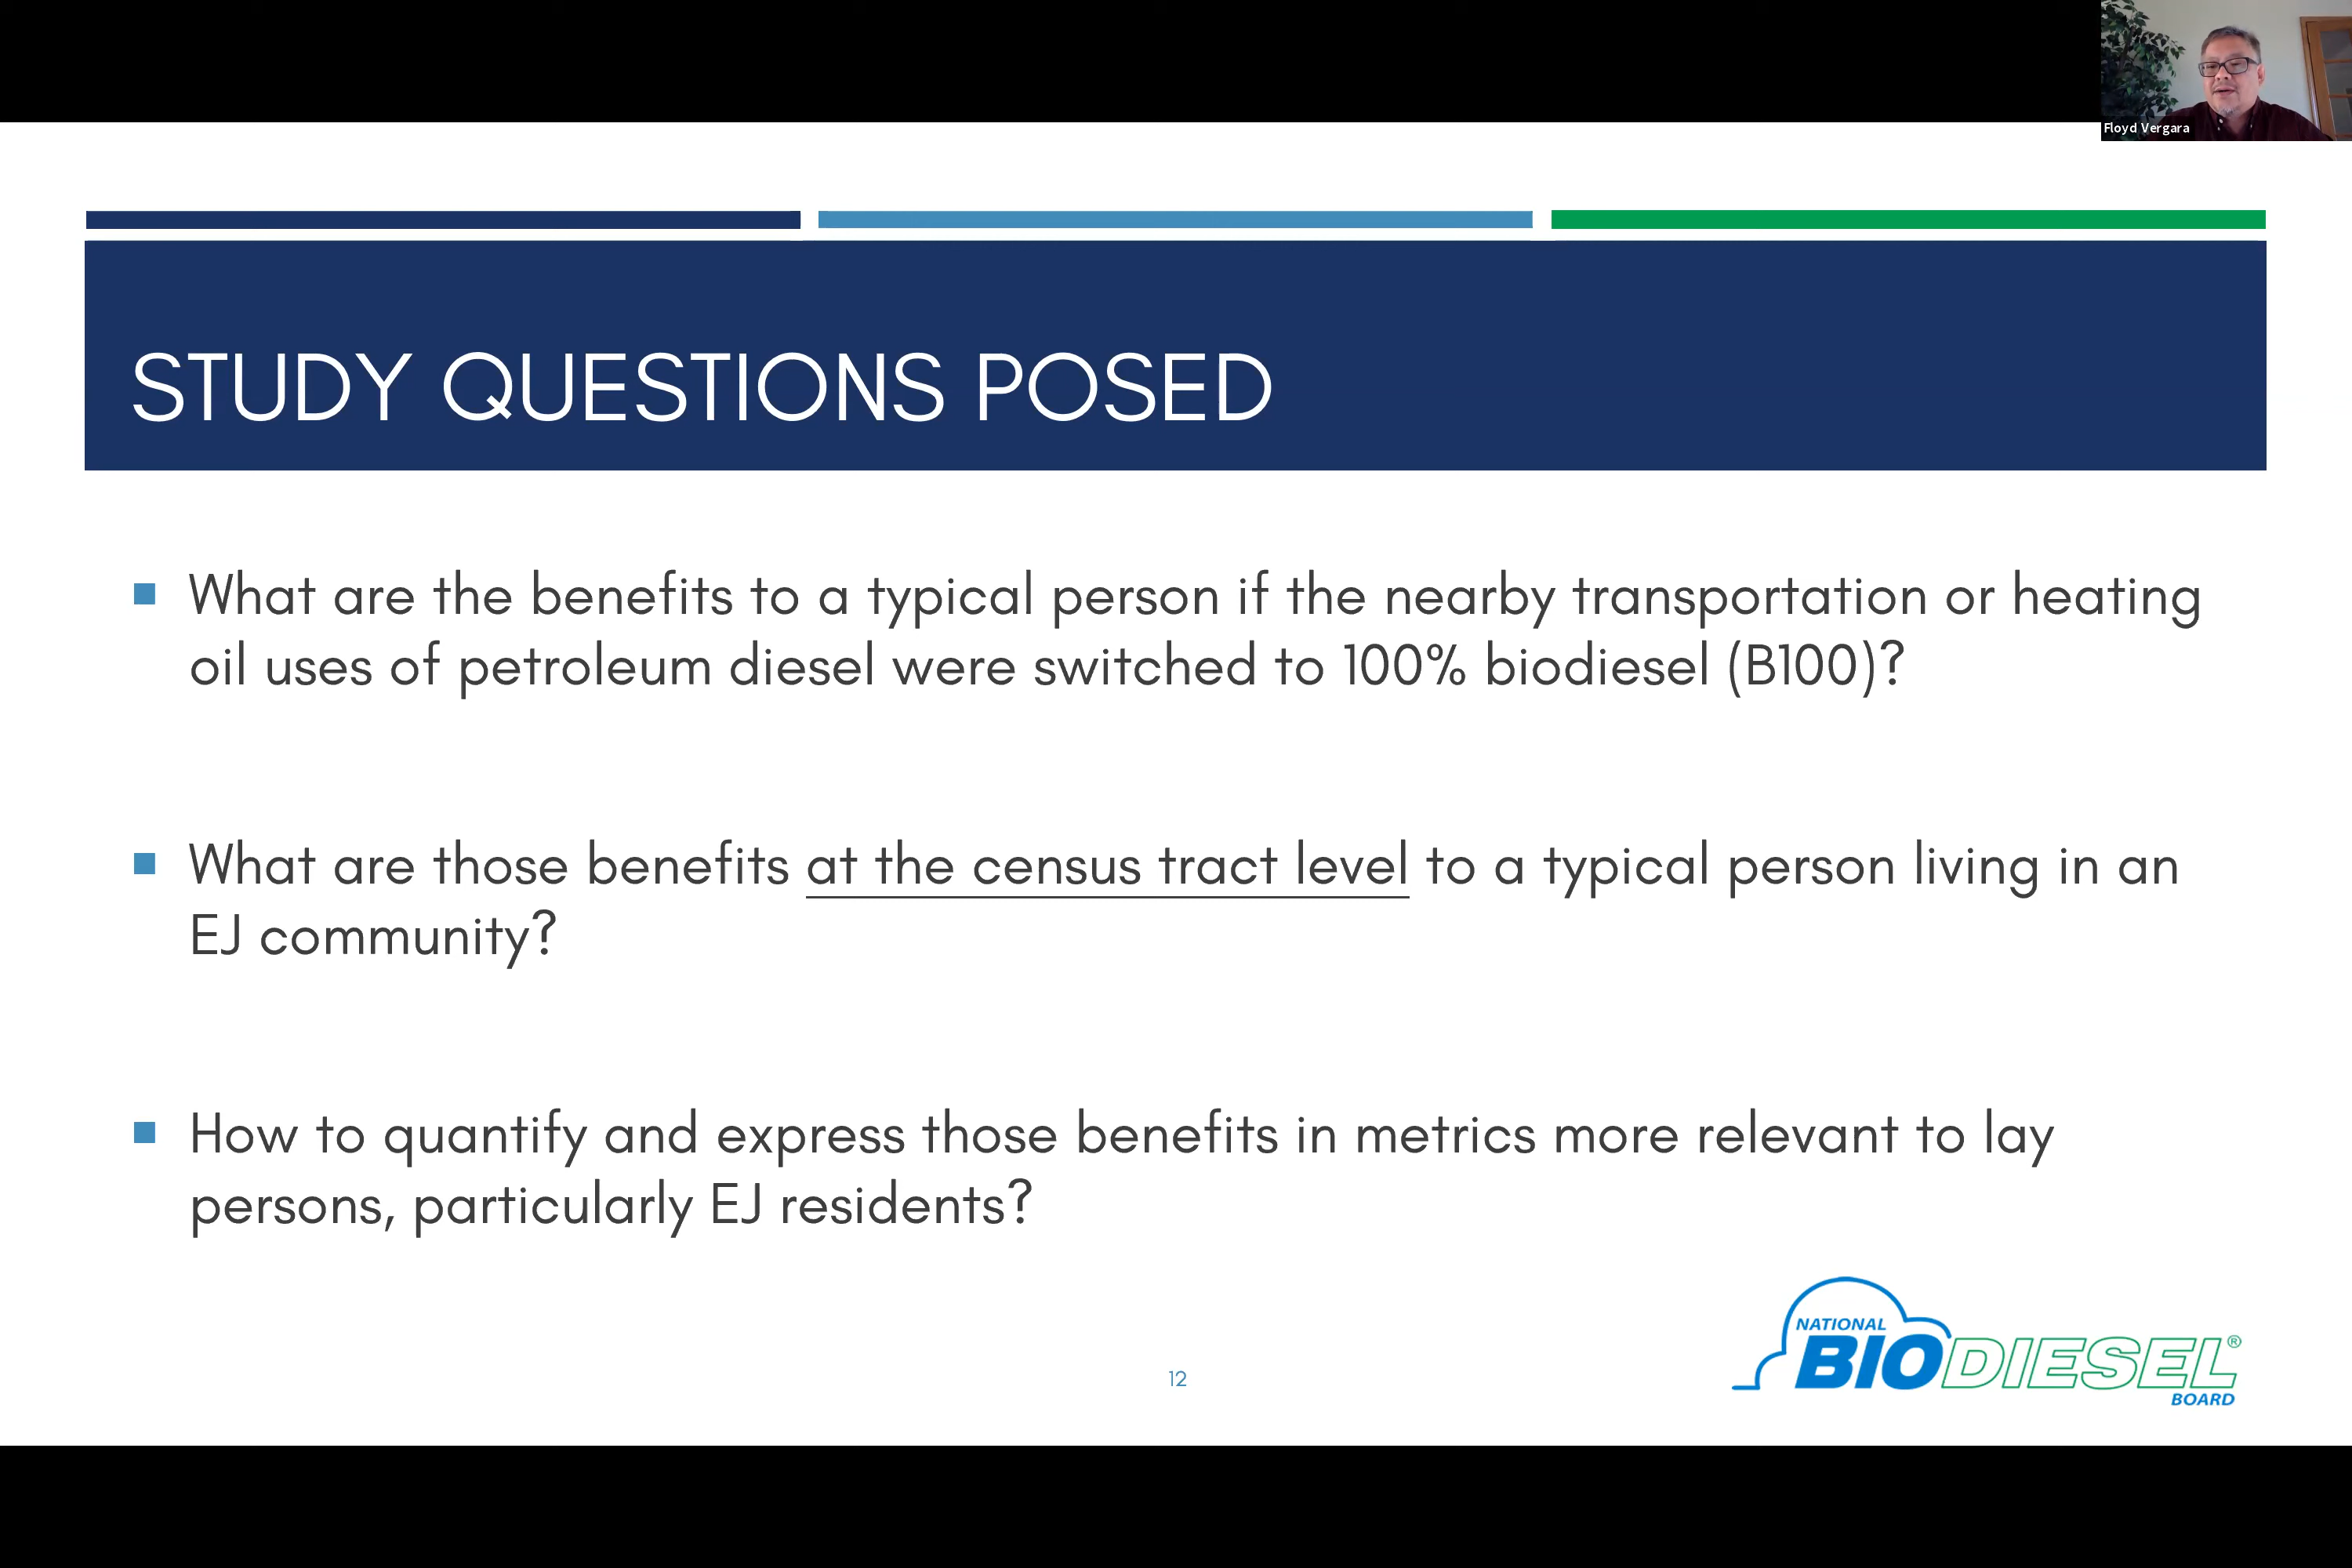 Floyd Vergara
STUDY QUESTIONS POSED
What are the benefits to a typical person if the nearby transportation or heating
oil uses of petroleum diesel were switched to 100% biodiesel (B100)?
What are those benefits at the census tract level to a typical person living in an
EJ community?
How to quantify and express those benefits in metrics more relevant to lay
persons, particularly EJ residents?
12
NATIONAL
BIODIESEL®
BOARD